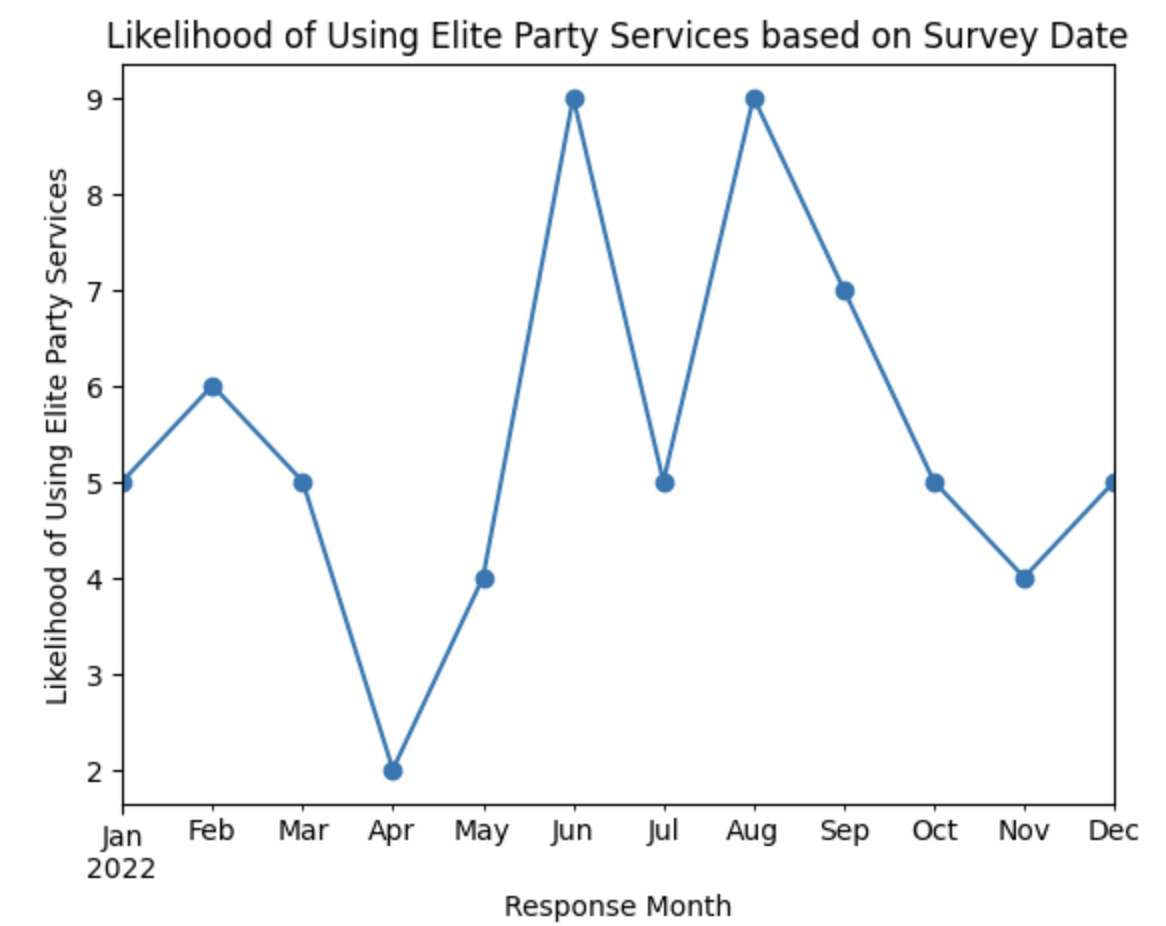 Likelihood of Using Elite Party Services based on Survey Date
Likelihood of Using Elite Party Services
9
8
7
6
5
4
3
2
Jan Feb Mar Apr May Jun Jul Aug Sep Oct Nov Dec
2022
Response Month